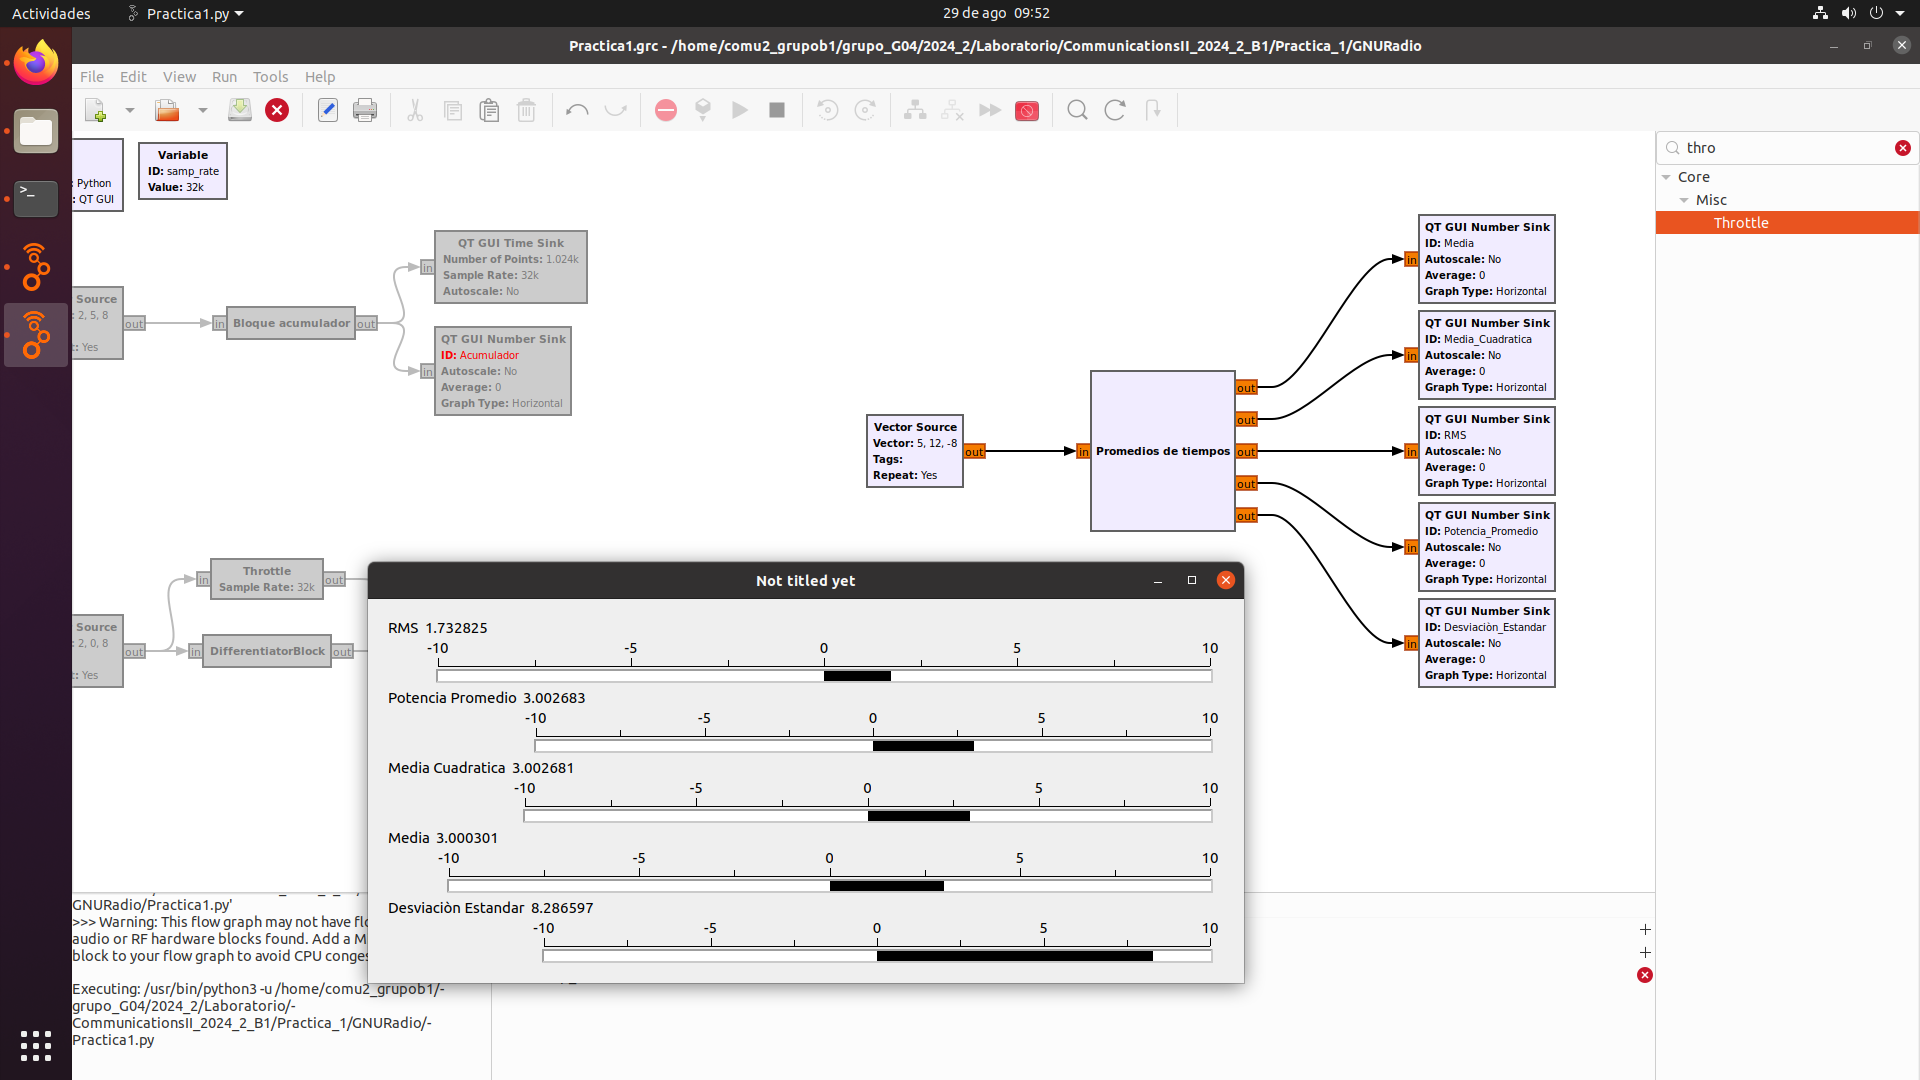 Actividades
Practica1.py
29 de ago 09:52
Practica1.grc - /home/comu2_grupob1/grupo_G04/2024_2/Laboratorio/CommunicationsII_2024_2_B1/Practica_1/GNURadio
File Edit View Run Tools Help
: Python
: QT GUI
Variable
ID: samp_rate
Value: 32k
Source
: 2, 5, 8
t: Yes
out
in
Bloque acumulador
out
in
QT GUI Time Sink
Number of Points: 1.024k
Sample Rate: 32k
Autoscale: No
in
QT GUI Number Sink
ID: Acumulador
Autoscale: No
Average: 0
Graph Type: Horizontal
Vector Source
Vector: 5, 12, -8
Tags:
Repeat: Yes
out
in
Promedios de tiempos
out
out
out
out
out
in
QT GUI Number Sink
ID: Media
Autoscale: No
Average: 0
Graph Type: Horizontal
in
QT GUI Number Sink
ID: Media_Cuadratica
Autoscale: No
Average: 0
Graph Type: Horizontal
in
QT GUI Number Sink
ID: RMS
Autoscale: No
Average: 0
Graph Type: Horizontal
in
QT GUI Number Sink
ID: Potencia_Promedio
Autoscale: No
Average: 0
Graph Type: Horizontal
in
QT GUI Number Sink
ID: Desviaciòn_Estandar
Autoscale: No
Average: 0
Graph Type: Horizontal
thro
Core
Misc
Throttle
Source
: 2, 0, 8
t: Yes
out
in
Throttle
Sample Rate: 32k
out
in
DifferentiatorBlock
out
Not titled yet
RMS 1.732825
-10 -5 0 5 10
Potencia Promedio 3.002683
-10 -5 0 5 10
Media Cuadratica 3.002681
-10 -5 0 5 10
Media 3.000301
-10 -5 0 5 10
Desviaciòn Estandar 8.286597
-10 -5 0 5 10
GNURadio/Practica1.py'
>>> Warning: This flow graph may not have flo
audio or RF hardware blocks found. Add a M
block to your flow graph to avoid CPU conges
Executing: /usr/bin/python3 -u /home/comu2_grupob1/-
grupo_G04/2024_2/Laboratorio/-
CommunicationsII_2024_2_B1/Practica_1/GNURadio/-
Practica1.py